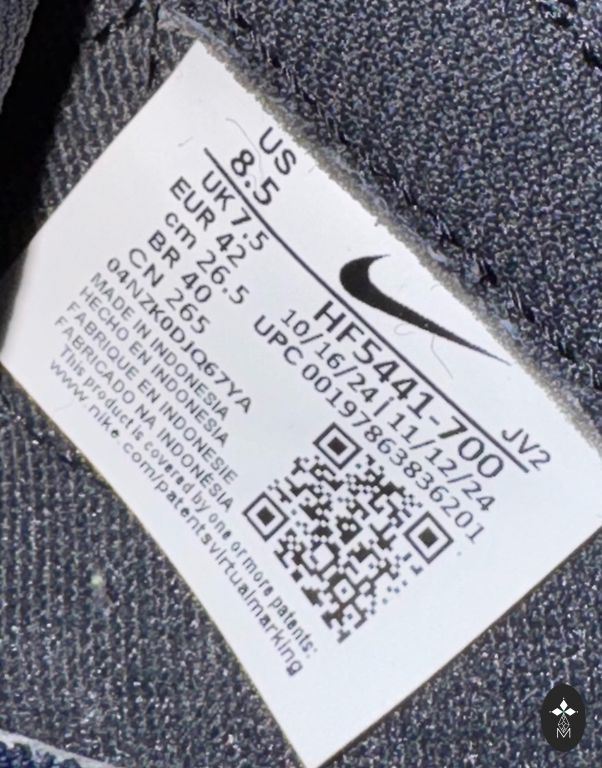 US
8.5
UK 7.5
EUR 42
cm 26.5
BR 40
CN 265
04NZK0DJQ67YA
MADE IN INDONESIA
HECHO EN INDONESIA
FABRIQUE EN INDONESIE
FABRICADO NA INDONÉSIA
This product is covered by one or more patents:
www.nike.com/patentsvirtualmarking
HF5441-700 JV2
10/16/24 | 11/12/24
UPC 00197863836201
M